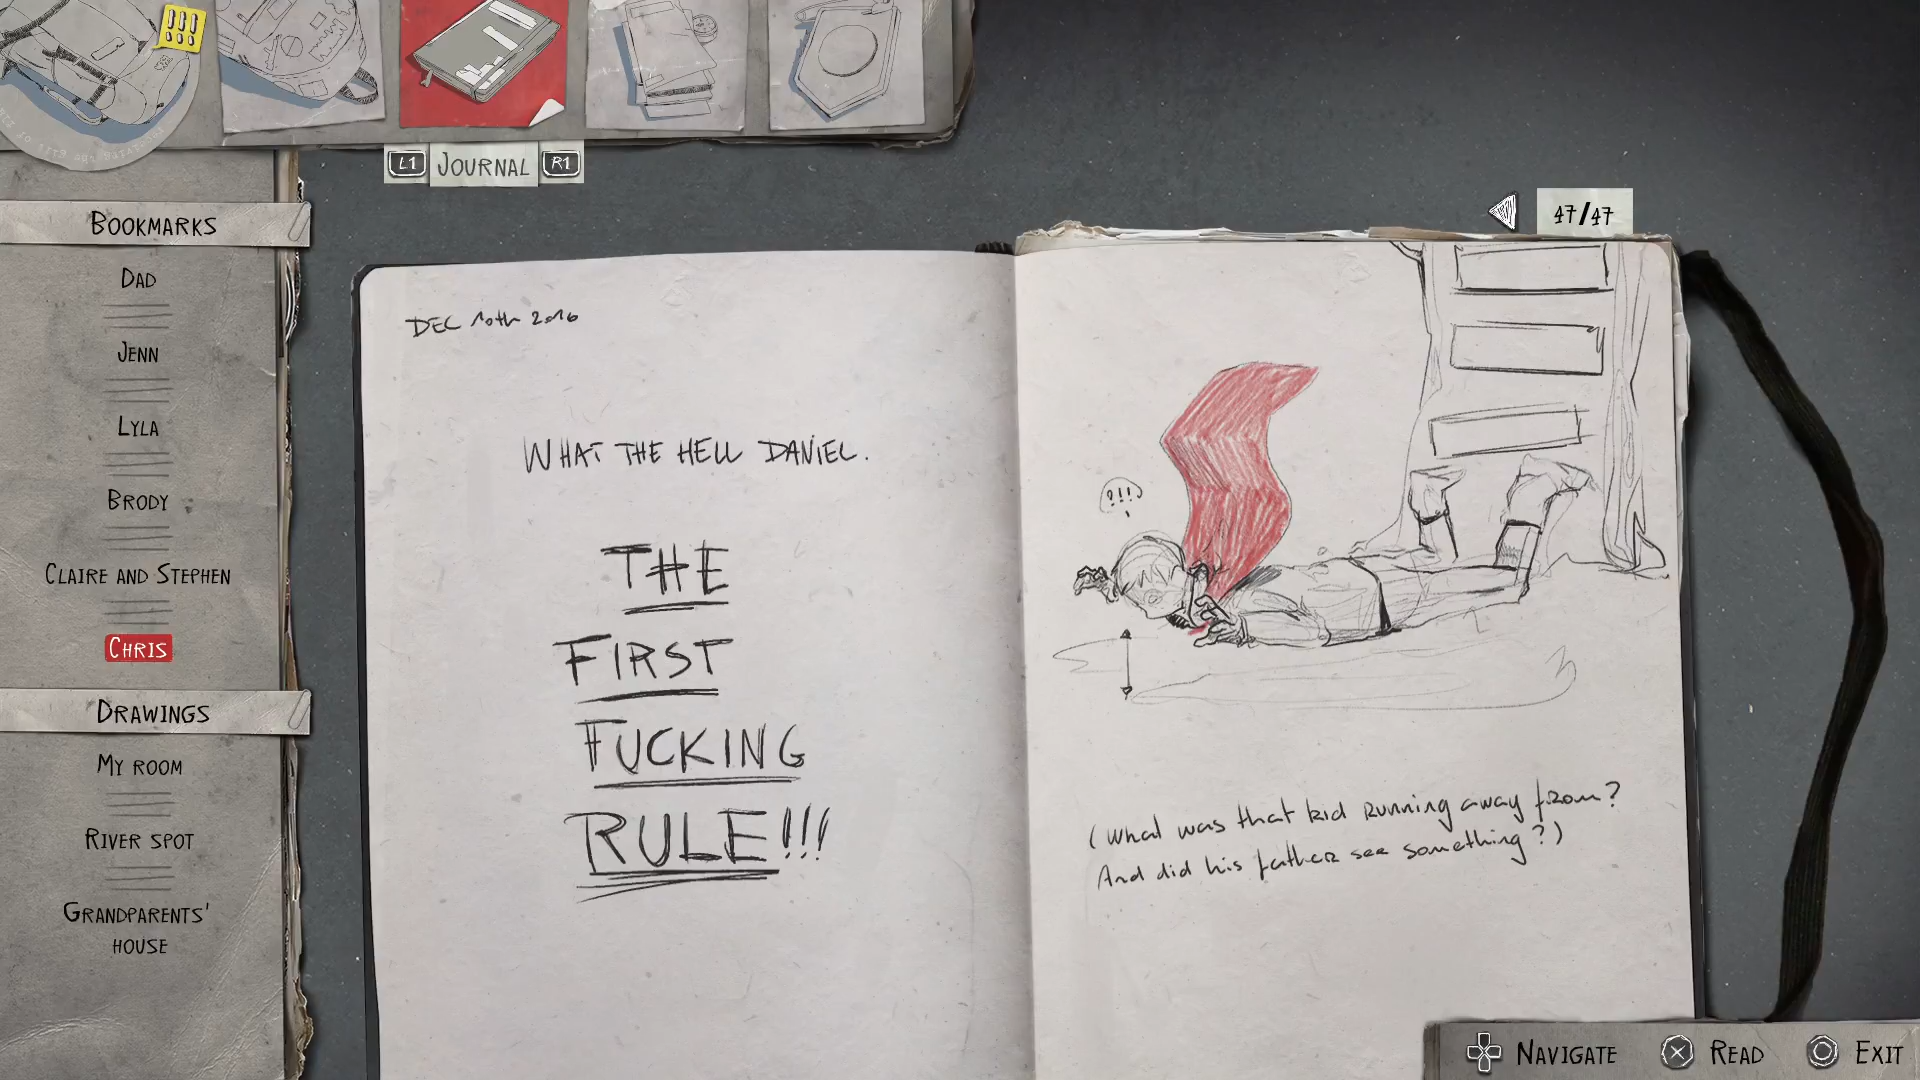 L1 JOURNAL R1
BOOKMARKS
DAD
JENN
LYLA
BRODY
CLAIRE AND STEPHEN
CHRIS
DRAWINGS
MY ROOM
RIVER SPOT
GRANDPARENTS'
HOUSE
47/47
DEC 10th 2016
WHAT THE HELL DANIEL.
THE
FIRST
FUCKING
RULE!!!
?!!!
(What was that kid running away from?
And did his father see something?)
NAVIGATE READ EXIT